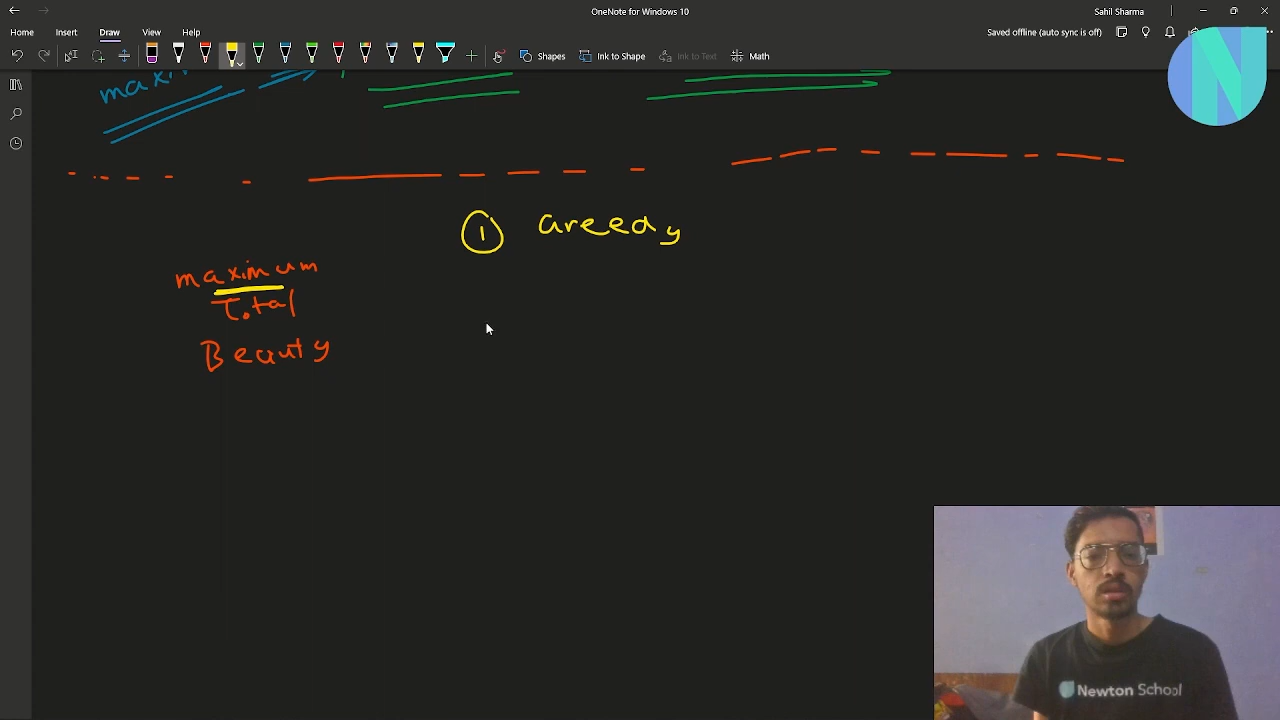 OneNote for Windows 10
Sahil Sharma
Home Insert Draw View Help
Saved offline (auto sync is off)
Shapes Ink to Shape Ink to Text Math
maxim
1 Greedy
maximum
Total
Beauty
N
Newton School